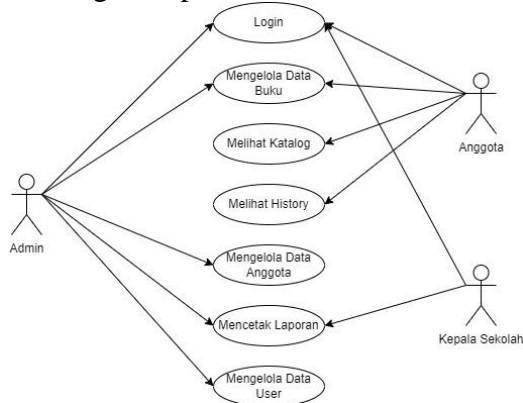 Login
Mengelola Data
Buku
Melihat Katalog
Anggota
Melihat History
Admin
Mengelola Data
Anggota
Mencetak Laporan
Kepala Sekolah
Mengelola Data
User